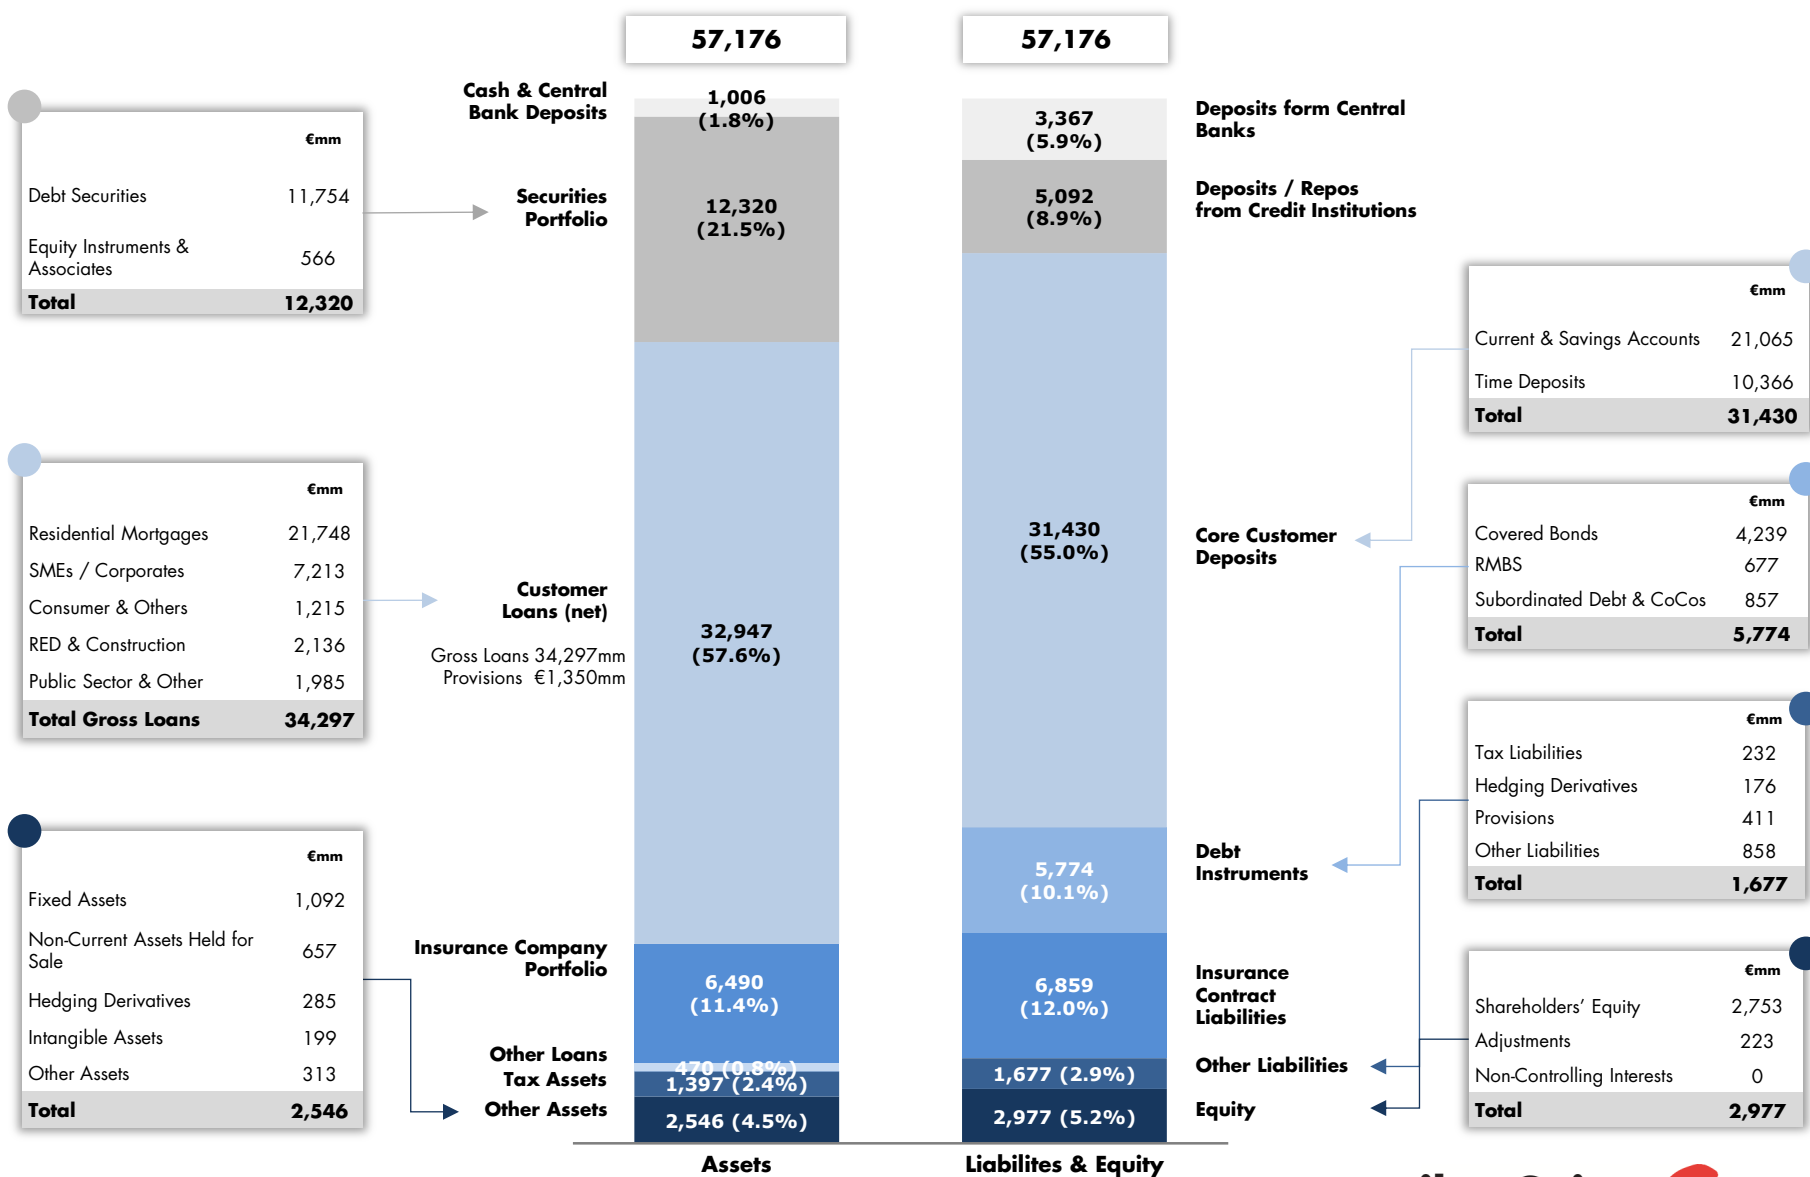 57,176
57,176
Cash & Central
Bank Deposits
1,006
(1.8%)
Securities
Portfolio
12,320
(21.5%)
Customer
Loans (net)
Gross Loans 34,297mm
Provisions €1,350mm
32,947
(57.6%)
Insurance Company
Portfolio
6,490
(11.4%)
Other Loans
470 (0.8%)
Tax Assets
1,397 (2.4%)
Other Assets
2,546 (4.5%)
Assets
€mm
Debt Securities 11,754
Equity Instruments &
Associates 566
Total 12,320
€mm
Residential Mortgages 21,748
SMEs / Corporates 7,213
Consumer & Others 1,215
RED & Construction 2,136
Public Sector & Other 1,985
Total Gross Loans 34,297
€mm
Fixed Assets 1,092
Non-Current Assets Held for
Sale 657
Hedging Derivatives 285
Intangible Assets 199
Other Assets 313
Total 2,546
3,367
(5.9%)
Deposits form Central
Banks
5,092
(8.9%)
Deposits / Repos
from Credit Institutions
31,430
(55.0%)
Core Customer
Deposits
5,774
(10.1%)
Debt
Instruments
6,859
(12.0%)
Insurance
Contract
Liabilities
1,677 (2.9%)
Other Liabilities
2,977 (5.2%)
Equity
Liabilites & Equity
€mm
Current & Savings Accounts 21,065
Time Deposits 10,366
Total 31,430
€mm
Covered Bonds 4,239
RMBS 677
Subordinated Debt & CoCos 857
Total 5,774
€mm
Tax Liabilities 232
Hedging Derivatives 176
Provisions 411
Other Liabilities 858
Total 1,677
€mm
Shareholders' Equity 2,753
Adjustments 223
Non-Controlling Interests 0
Total 2,977